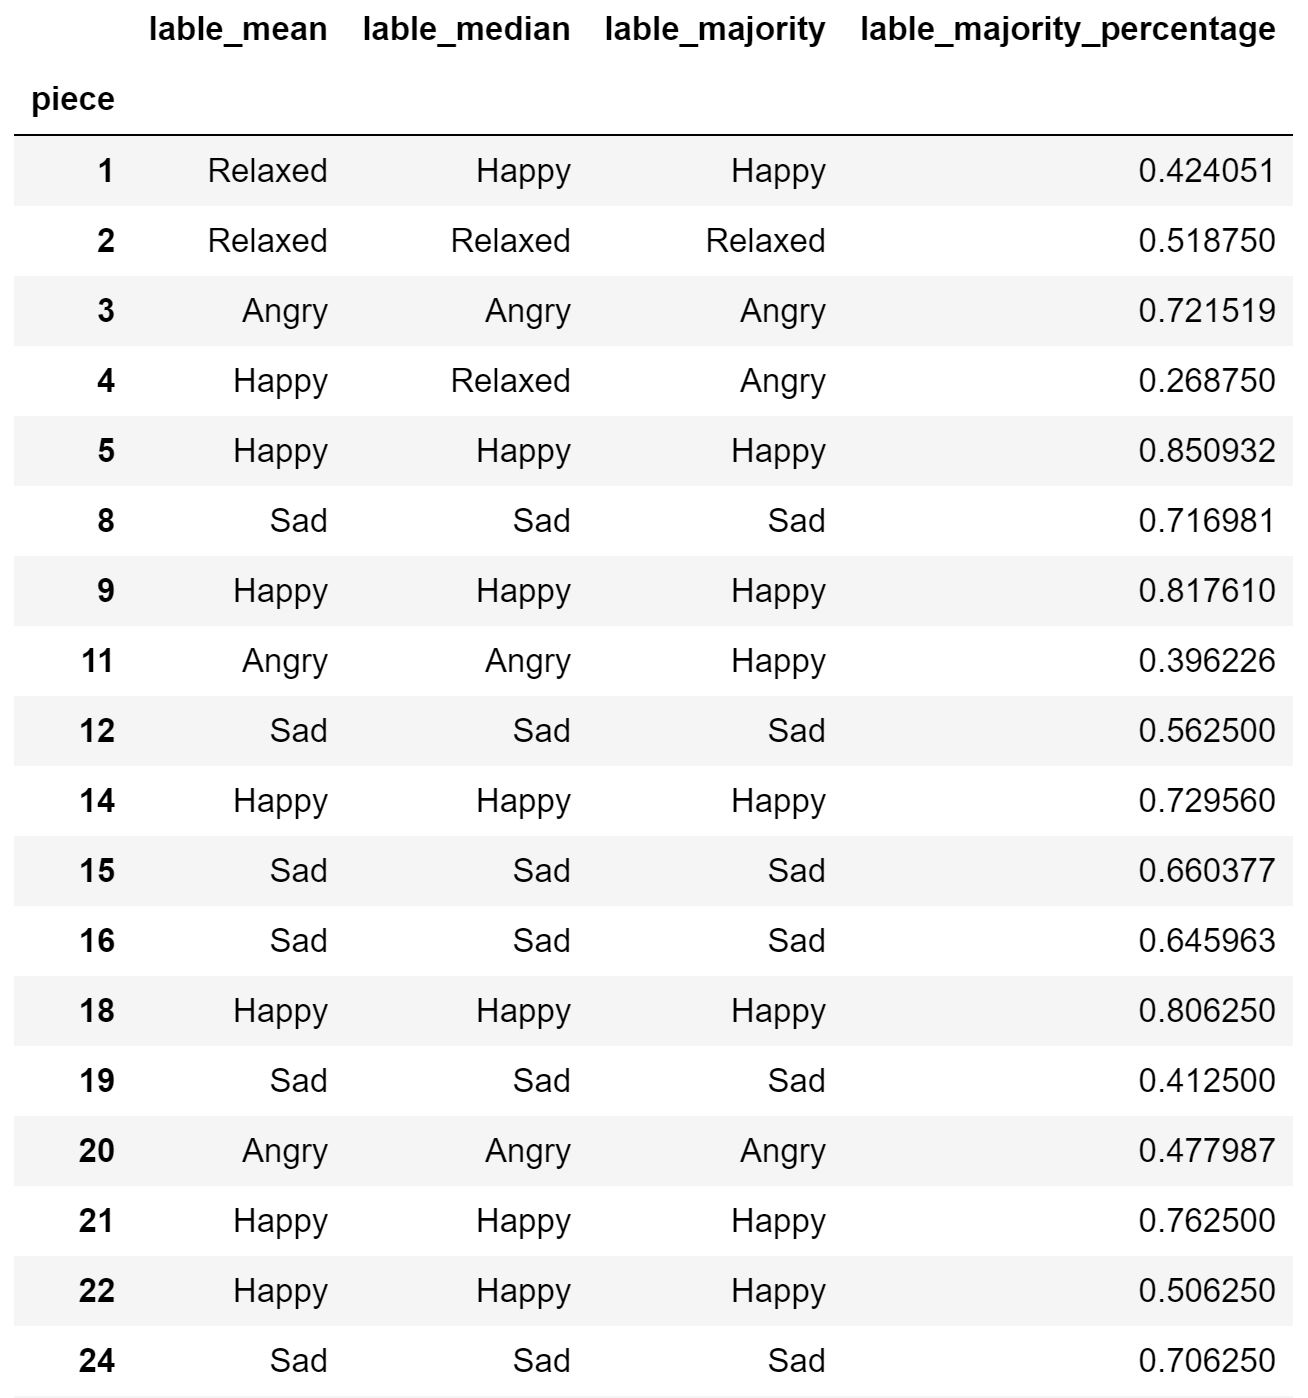 lable_mean lable_median lable_majority lable_majority_percentage
piece
1 Relaxed Happy Happy 0.424051
2 Relaxed Relaxed Relaxed 0.518750
3 Angry Angry Angry 0.721519
4 Happy Relaxed Angry 0.268750
5 Happy Happy Happy 0.850932
8 Sad Sad Sad 0.716981
9 Happy Happy Happy 0.817610
11 Angry Angry Happy 0.396226
12 Sad Sad Sad 0.562500
14 Happy Happy Happy 0.729560
15 Sad Sad Sad 0.660377
16 Sad Sad Sad 0.645963
18 Happy Happy Happy 0.806250
19 Sad Sad Sad 0.412500
20 Angry Angry Angry 0.477987
21 Happy Happy Happy 0.762500
22 Happy Happy Happy 0.506250
24 Sad Sad Sad 0.706250